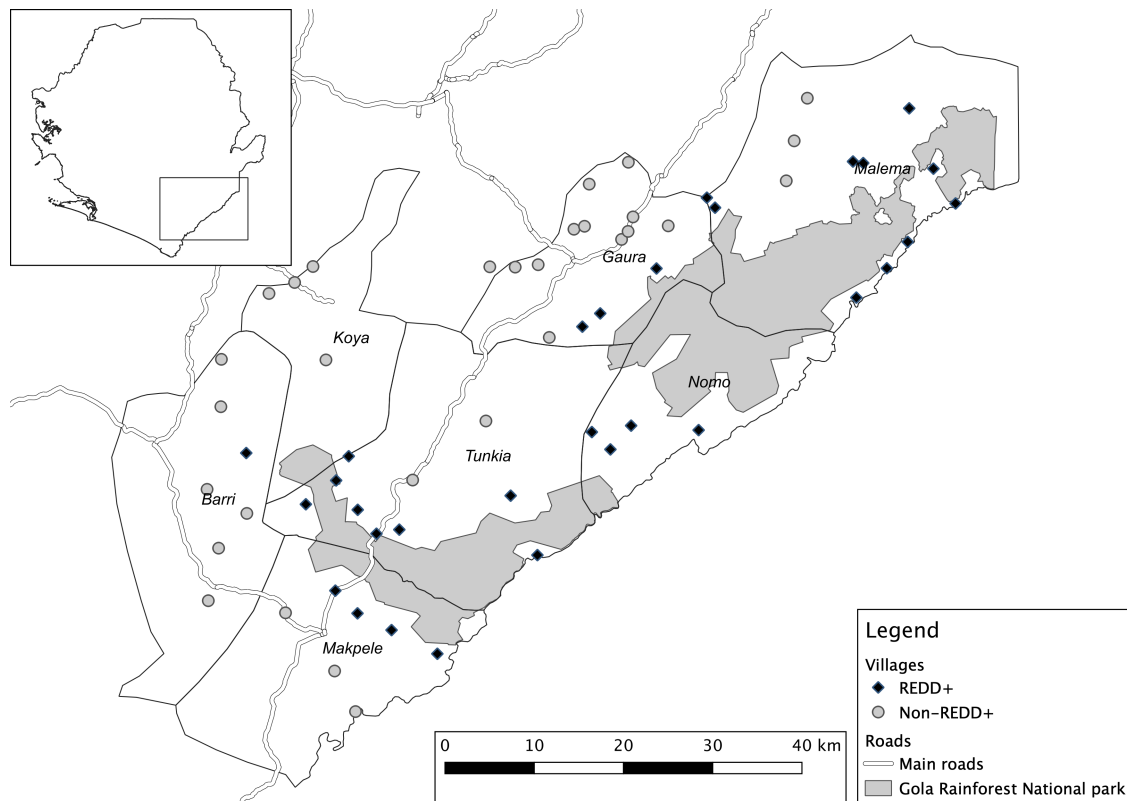 Malema
Gaura
Koya
Nomo
Tunkia
Barri
Makpele
Legend
Villages
REDD+
Non-REDD+
Roads
Main roads
Gola Rainforest National park
0 10 20 30 40 km